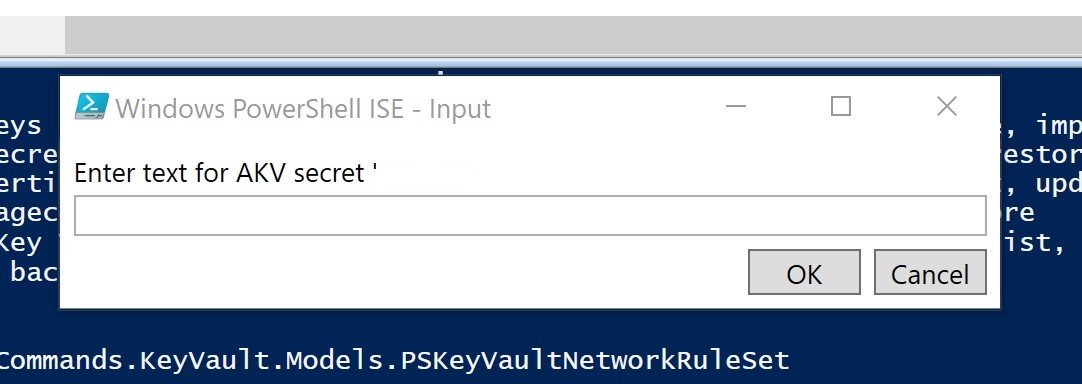 Windows PowerShell ISE - Input
eys , imp
ecre restor
Enter text for AKV secret '
erti , upd
agec re
Key ist,
bac
OK Cancel
Commands.KeyVault.Models.PSKeyVaultNetworkRuleSet